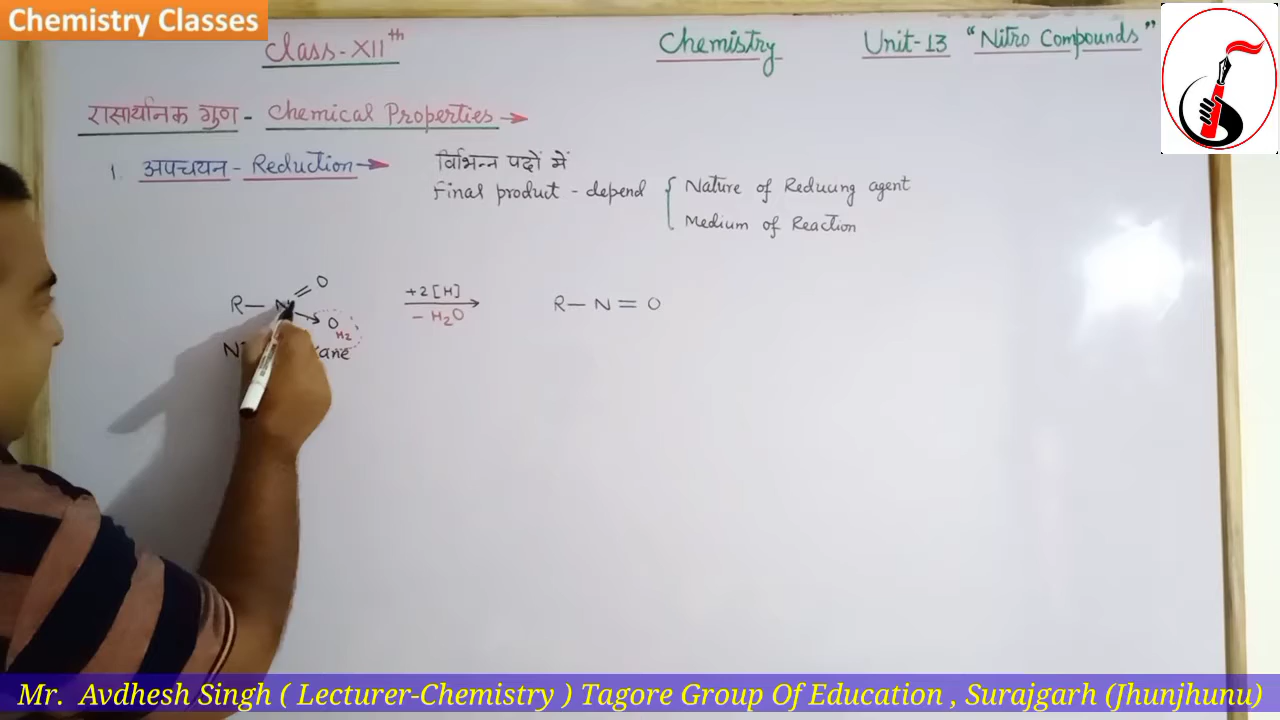 Chemistry Classes
Class-XIIth Chemistry Unit-13 "Nitro Compounds"
रासायनिक गुण - Chemical Properties →
1. अपचयन - Reduction → विभिन्न पदों में
Final product - depend { Nature of Reducing agent
Medium of Reaction
R — N = O → O H2
+2[H]
- H2O
R — N = O
Mr. Avdhesh Singh ( Lecturer-Chemistry ) Tagore Group Of Education , Surajgarh (Jhunjhunu)